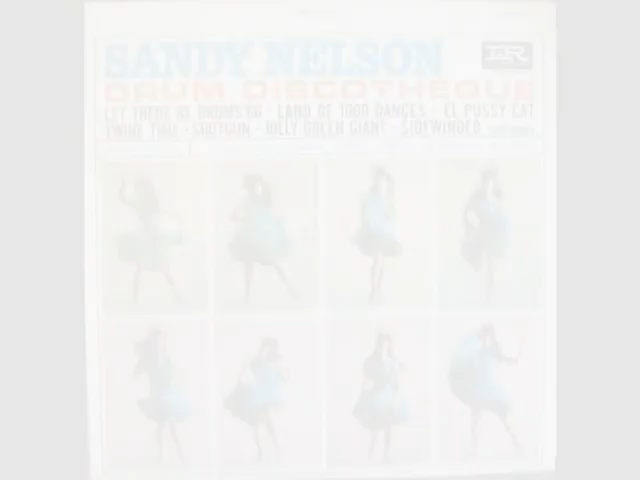 SANDY NELSON
DRUM DISCOTHEQUE
LET THERE BE DRUMS '66 · LAND OF 1000 DANCES · EL PUSSY CAT
TWINE TIME · SHOTGUN · JOLLY GREEN GIANT · SIDEWINDER